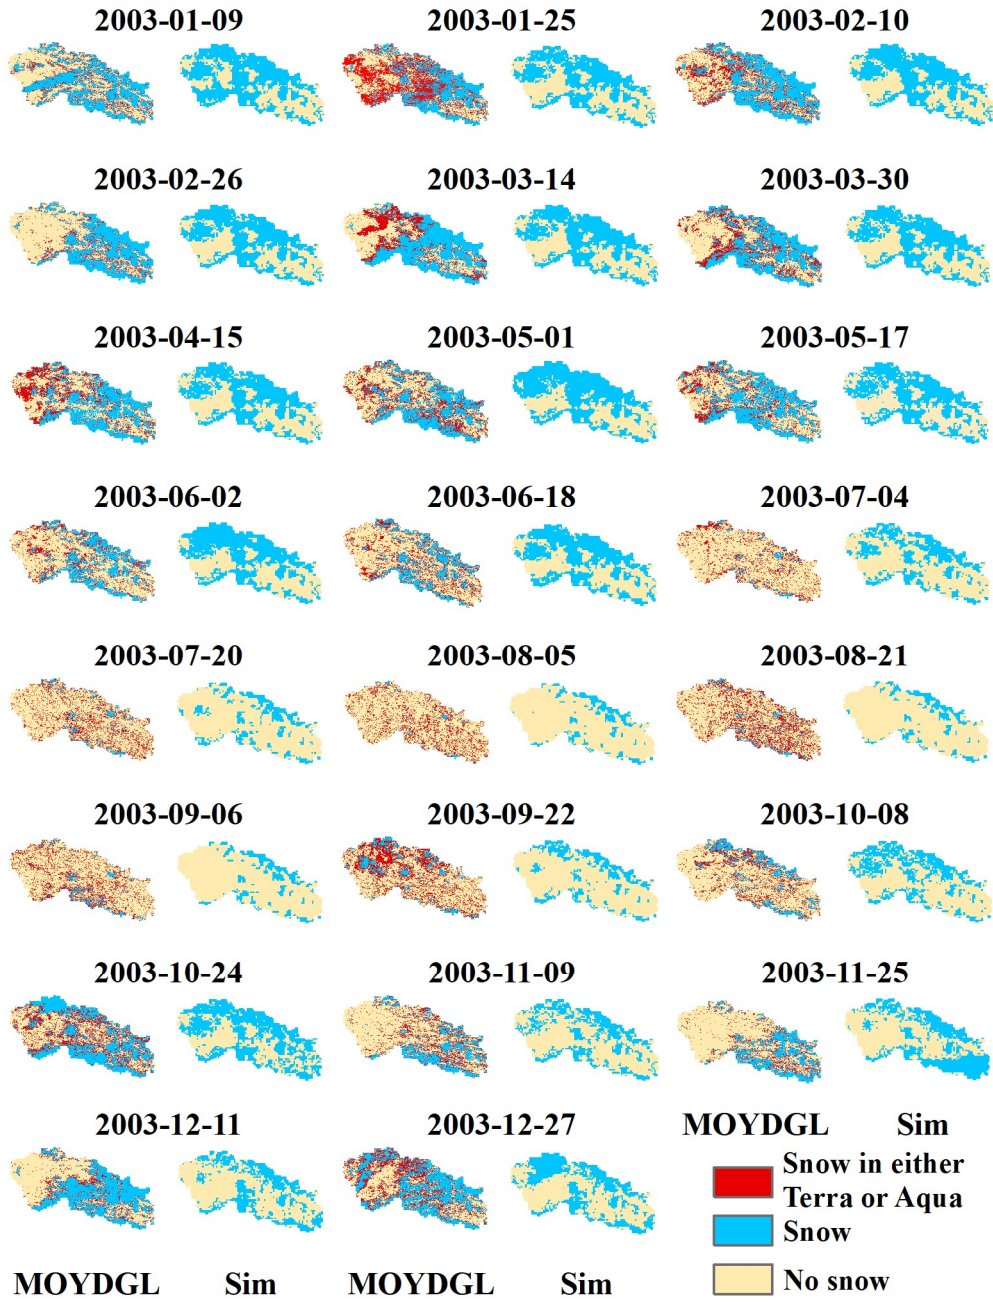 2003-01-09 2003-01-25 2003-02-10
2003-02-26 2003-03-14 2003-03-30
2003-04-15 2003-05-01 2003-05-17
2003-06-02 2003-06-18 2003-07-04
2003-07-20 2003-08-05 2003-08-21
2003-09-06 2003-09-22 2003-10-08
2003-10-24 2003-11-09 2003-11-25
2003-12-11 2003-12-27
MOYDGL Sim
Snow in either
Terra or Aqua
Snow
No snow
MOYDGL Sim MOYDGL Sim